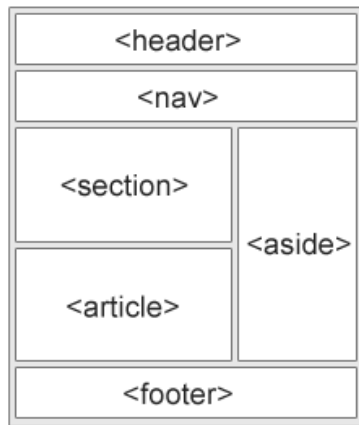 <header>
<nav>
<section>
<aside>
<article>
<footer>